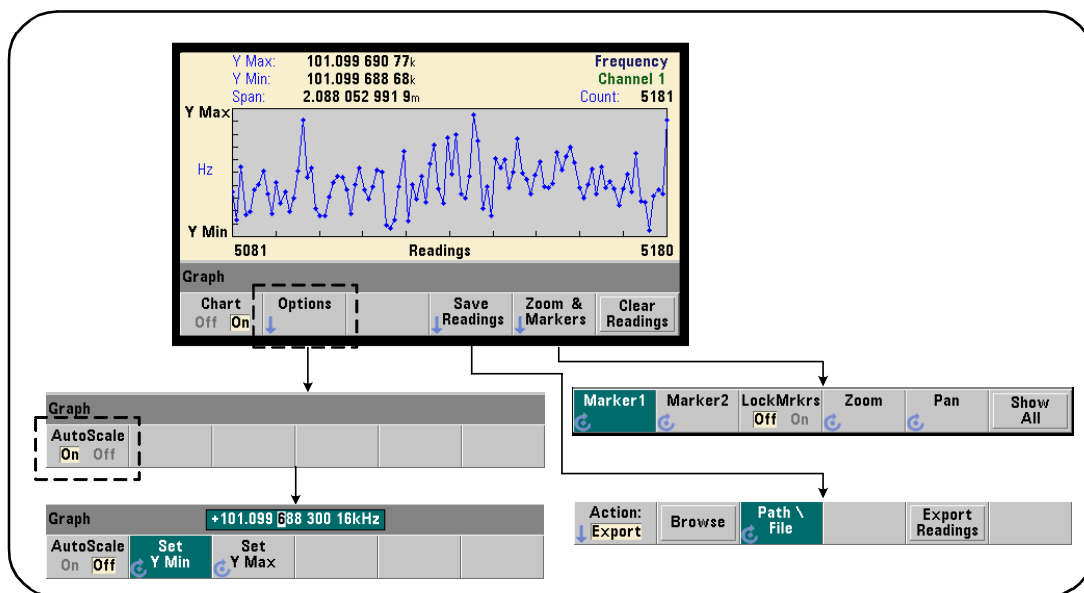 Y Max: 101.099 690 77k Frequency
Y Min: 101.099 688 68k Channel 1
Span: 2.088 052 991 9m Count: 5181
Y Max
Hz
Y Min
5081 Readings 5180
Graph
Chart
Off On
Options
Save
Readings
Zoom &
Markers
Clear
Readings
Graph
AutoScale
On Off
Marker1
Marker2
LockMrkrs
Off On
Zoom
Pan
Show
All
Graph +101.099 688 300 16kHz
AutoScale
On Off
Set
Y Min
Set
Y Max
Action:
Export
Browse
Path \
File
Export
Readings